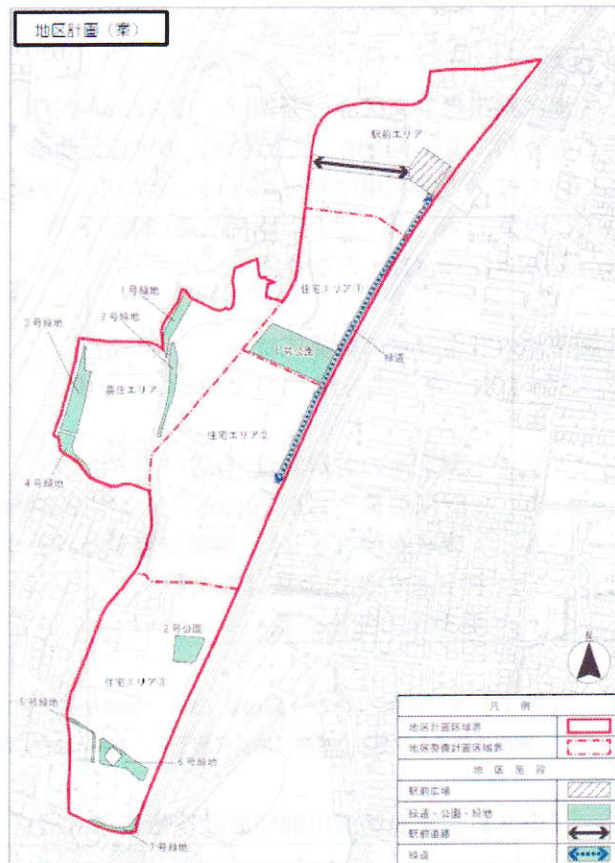 地区計画（案）
駅前エリア
住宅エリア①
1号緑地
2号緑地
3号緑地
1号公園
緑道
農住エリア
住宅エリア②
4号緑地
2号公園
住宅エリア③
5号緑地
6号緑地
7号緑地
N
凡 例
地区計画区域界
地区整備計画区域界
地 区 施 設
駅前広場
緑道・公園・緑地
駅前道路
緑道